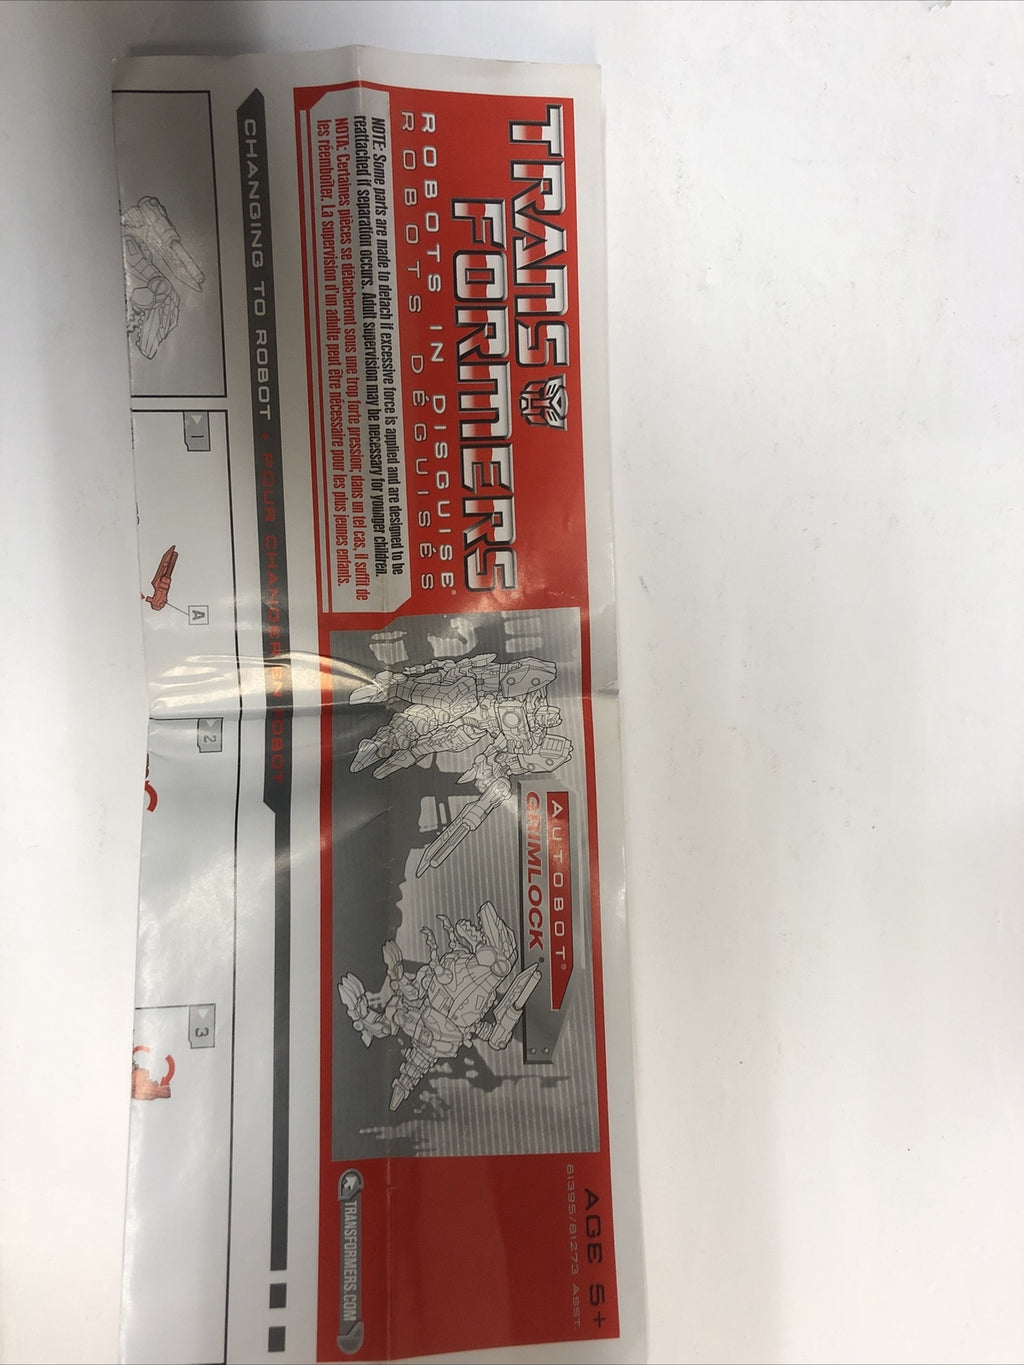 TRANSFORMERS
ROBOTS IN DISGUISE®
ROBOTS DÉGUISÉS
NOTE: Some parts are made to detach if excessive force is applied and are designed to be
reattached if separation occurs. Adult supervision may be necessary for younger children.
NOTA: Certaines pièces se détacheront sous une trop forte pression; dans un tel cas, il suffit de
les réemboîter. La supervision d'un adulte peut être nécessaire pour les plus jeunes enfants.
AUTOBOT®
GRIMLOCK®
AGE 5+
81395/81273 ASST.
TRANSFORMERS.COM
CHANGING TO ROBOT • POUR CHANGER EN ROBOT
1
A
2
3